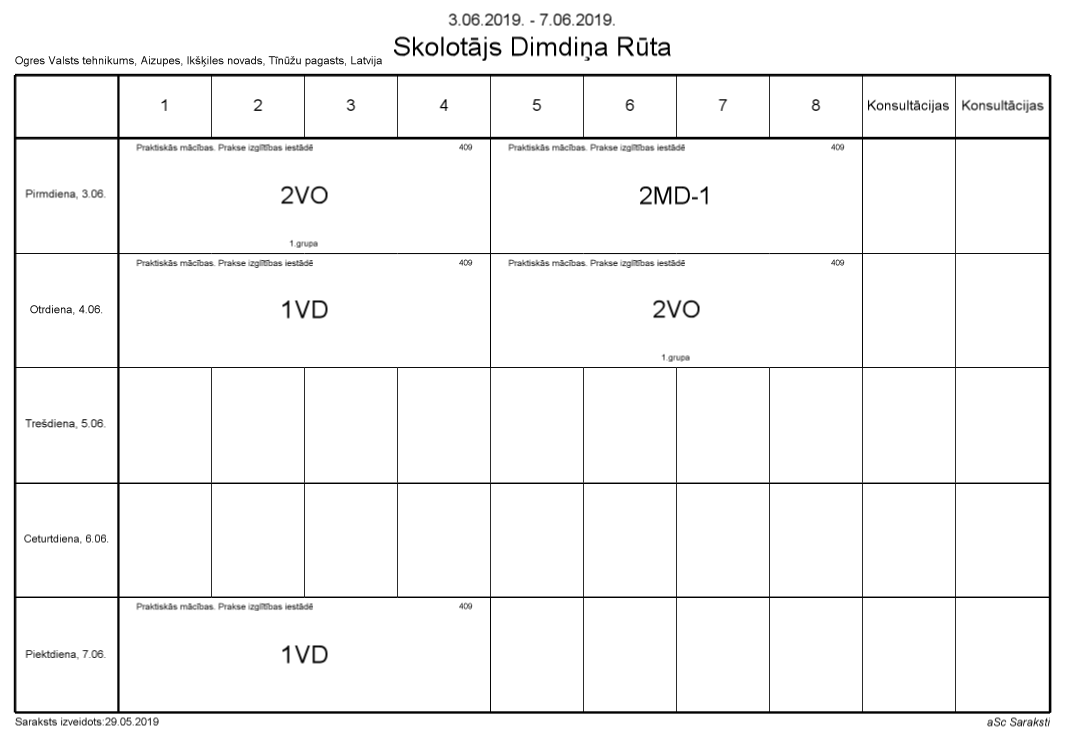 3.06.2019. - 7.06.2019.
Skolotājs Dimdiņa Rūta
Ogres Valsts tehnikums, Aizupes, Ikšķiles novads, Tīnūžu pagasts, Latvija
1 2 3 4 5 6 7 8 Konsultācijas Konsultācijas
Praktiskās mācības. Prakse izglītības iestādē 409 Praktiskās mācības. Prakse izglītības iestādē 409
Pirmdiena, 3.06. 2VO 2MD-1
1.grupa
Praktiskās mācības. Prakse izglītības iestādē 409 Praktiskās mācības. Prakse izglītības iestādē 409
Otrdiena, 4.06. 1VD 2VO
1.grupa
Trešdiena, 5.06.
Ceturtdiena, 6.06.
Praktiskās mācības. Prakse izglītības iestādē 409
Piektdiena, 7.06. 1VD
Saraksts izveidots:29.05.2019 aSc Saraksti